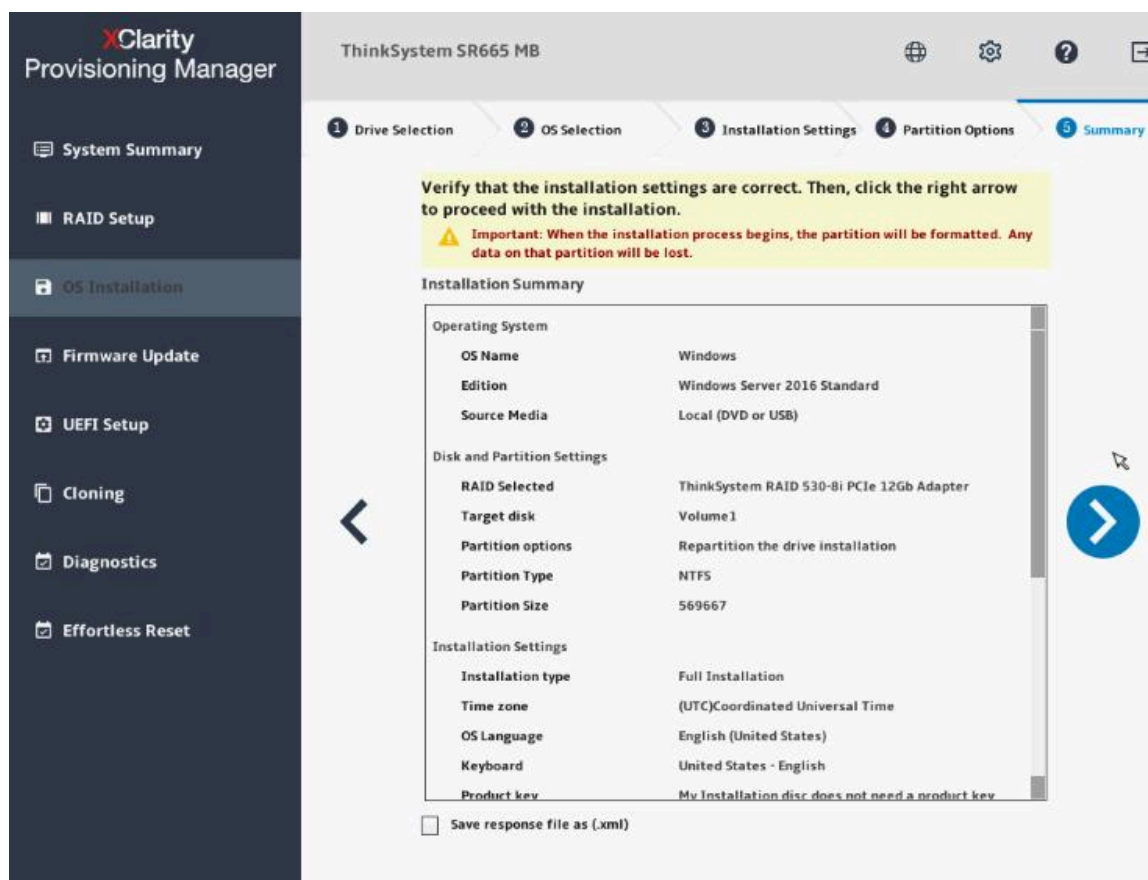 XClarity
Provisioning Manager
System Summary
RAID Setup
OS Installation
Firmware Update
UEFI Setup
Cloning
Diagnostics
Effortless Reset
ThinkSystem SR665 MB
1 Drive Selection
2 OS Selection
3 Installation Settings
4 Partition Options
5 Summary
Verify that the installation settings are correct. Then, click the right arrow
to proceed with the installation.
Important: When the installation process begins, the partition will be formatted. Any
data on that partition will be lost.
Installation Summary
Operating System
OS Name Windows
Edition Windows Server 2016 Standard
Source Media Local (DVD or USB)
Disk and Partition Settings
RAID Selected ThinkSystem RAID 530-8i PCIe 12Gb Adapter
Target disk Volume1
Partition options Repartition the drive installation
Partition Type NTFS
Partition Size 569667
Installation Settings
Installation type Full Installation
Time zone (UTC)Coordinated Universal Time
OS Language English (United States)
Keyboard United States - English
Product key My Installation disc does not need a product key
Save response file as (.xml)